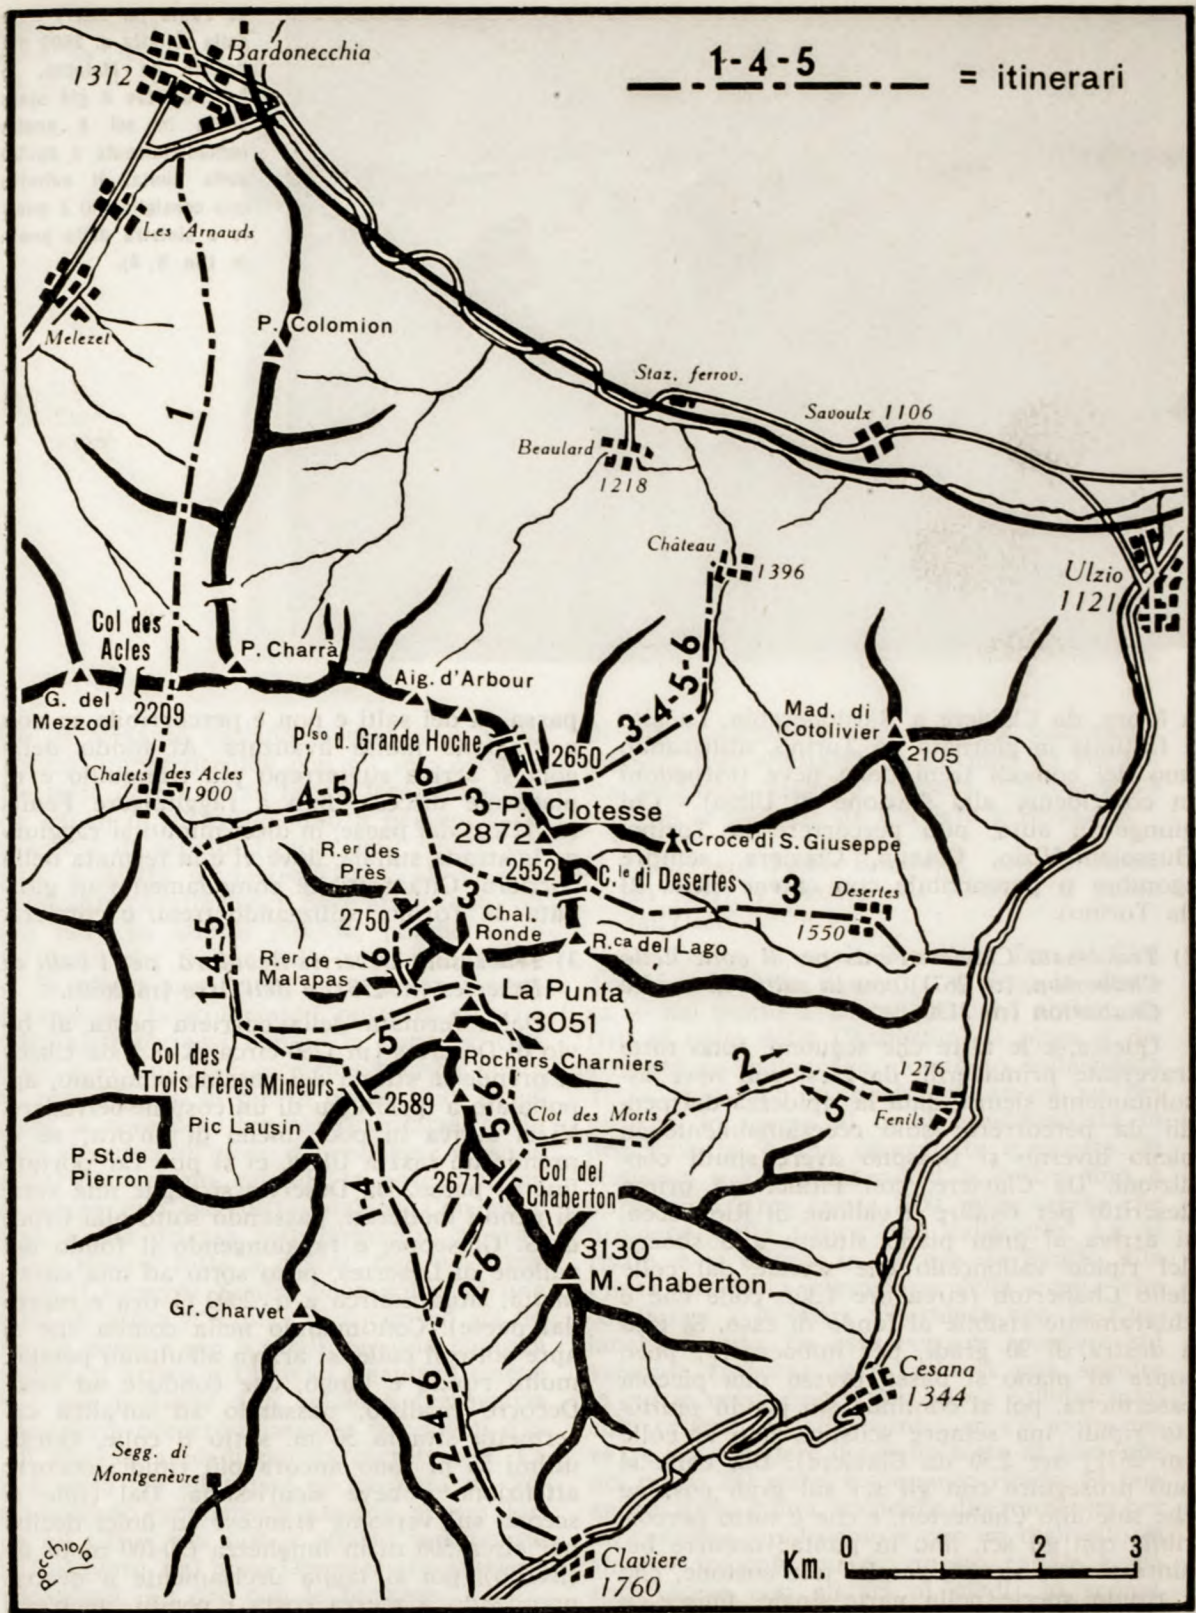 Bardonecchia
1312
1-4-5
= itinerari
Les Arnauds
Melezet
P. Colomion
1
Staz. ferrov.
Savoulx 1106
Beaulard
1218
Château
1396
Ulzio
1121
Col des
Acles
P. Charrà
G. del
Mezzodì
2209
Aig. d'Arbour
3-4-5-6
Mad. di
Cotolivier
2105
P.so d. Grande Hoche
2650
Chalets des Acles
1900
4-5
6
3
P. Clotesse
2872
Croce di S. Giuseppe
R.er des
Près
2552
C.le di Desertes
3
Desertes
1550
2750
3
Chal.
Ronde
R.ca del Lago
1-4-5
R.er de
Malapas
6
La Punta
3051
5
Rochers Charniers
Col des
Trois Frères Mineurs
2589
5-6
2
5
1276
Fenils
Clot des Morts
Pic Lausin
P. St. de
Pierron
Col del
Chaberton
2671
1-4
2-6
3130
M. Chaberton
Gr. Charvet
Cesana
1344
1-2-4-6
Segg. di
Montgenèvre
Claviere
1760
Km.
0 1 2 3
Pocchiola